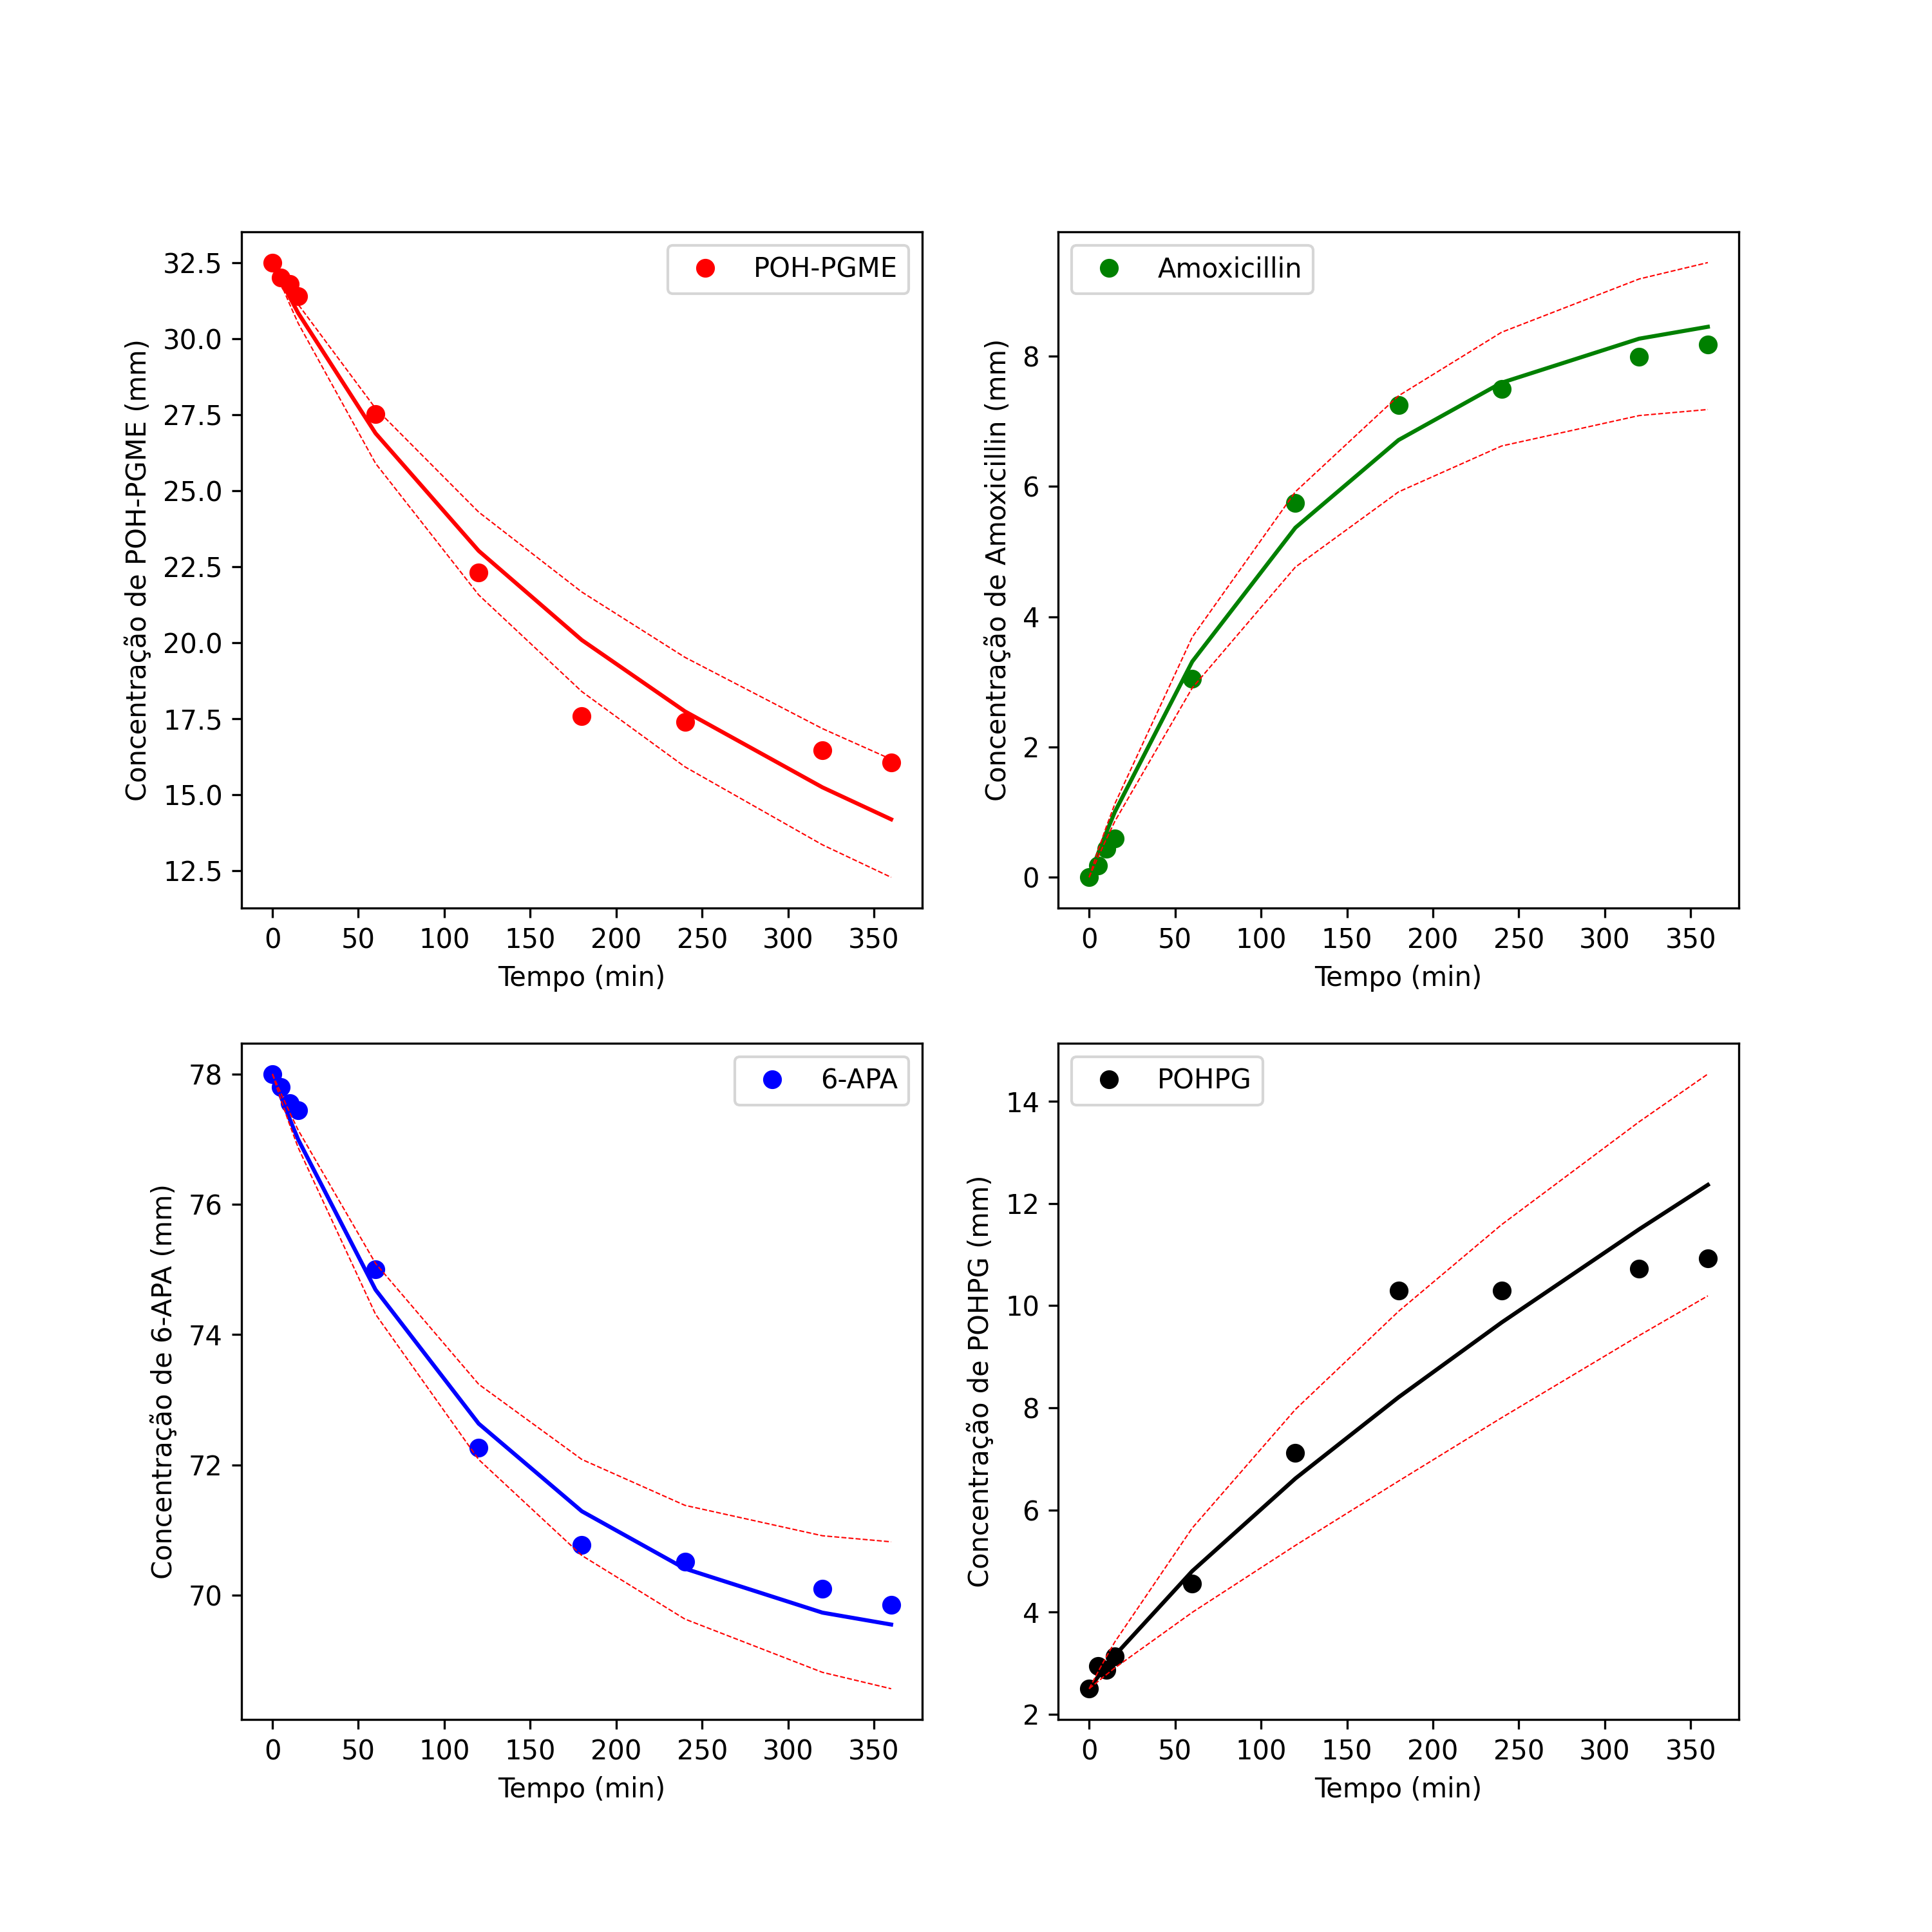 POH-PGME
Concentração de POH-PGME (mm)
32.5
30.0
27.5
25.0
22.5
20.0
17.5
15.0
12.5
0 50 100 150 200 250 300 350
Tempo (min)
Amoxicillin
Concentração de Amoxicillin (mm)
8
6
4
2
0
0 50 100 150 200 250 300 350
Tempo (min)
6-APA
Concentração de 6-APA (mm)
78
76
74
72
70
0 50 100 150 200 250 300 350
Tempo (min)
POHPG
Concentração de POHPG (mm)
14
12
10
8
6
4
2
0 50 100 150 200 250 300 350
Tempo (min)